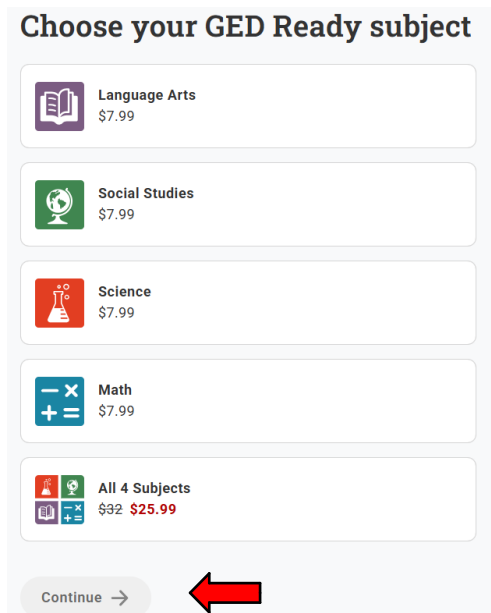 Choose your GED Ready subject
Language Arts
$7.99
Social Studies
$7.99
Science
$7.99
Math
$7.99
All 4 Subjects
$32 $25.99
Continue →